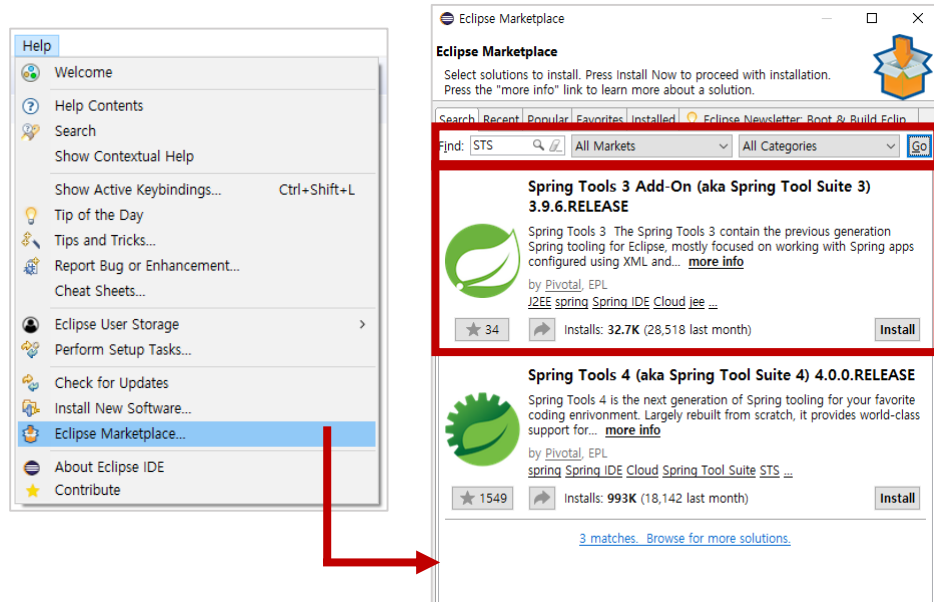 Help
Welcome
Help Contents
Search
Show Contextual Help
Show Active Keybindings... Ctrl+Shift+L
Tip of the Day
Tips and Tricks...
Report Bug or Enhancement...
Cheat Sheets...
Eclipse User Storage >
Perform Setup Tasks...
Check for Updates
Install New Software...
Eclipse Marketplace...
About Eclipse IDE
Contribute
Eclipse Marketplace
Eclipse Marketplace
Select solutions to install. Press Install Now to proceed with installation.
Press the "more info" link to learn more about a solution.
Search Recent Popular Favorites Installed Eclipse Newsletter: Boot & Build Eclip
Find: STS All Markets All Categories Go
Spring Tools 3 Add-On (aka Spring Tool Suite 3)
3.9.6.RELEASE
Spring Tools 3 The Spring Tools 3 contain the previous generation
Spring tooling for Eclipse, mostly focused on working with Spring apps
configured using XML and... more info
by Pivotal, EPL
J2EE spring Spring IDE Cloud jee ...
34 Installs: 32.7K (28,518 last month) Install
Spring Tools 4 (aka Spring Tool Suite 4) 4.0.0.RELEASE
Spring Tools 4 is the next generation of Spring tooling for your favorite
coding enrivonment. Largely rebuilt from scratch, it provides world-class
support for... more info
by Pivotal, EPL
spring Spring IDE Cloud Spring Tool Suite STS ...
1549 Installs: 993K (18,142 last month) Install
3 matches. Browse for more solutions.